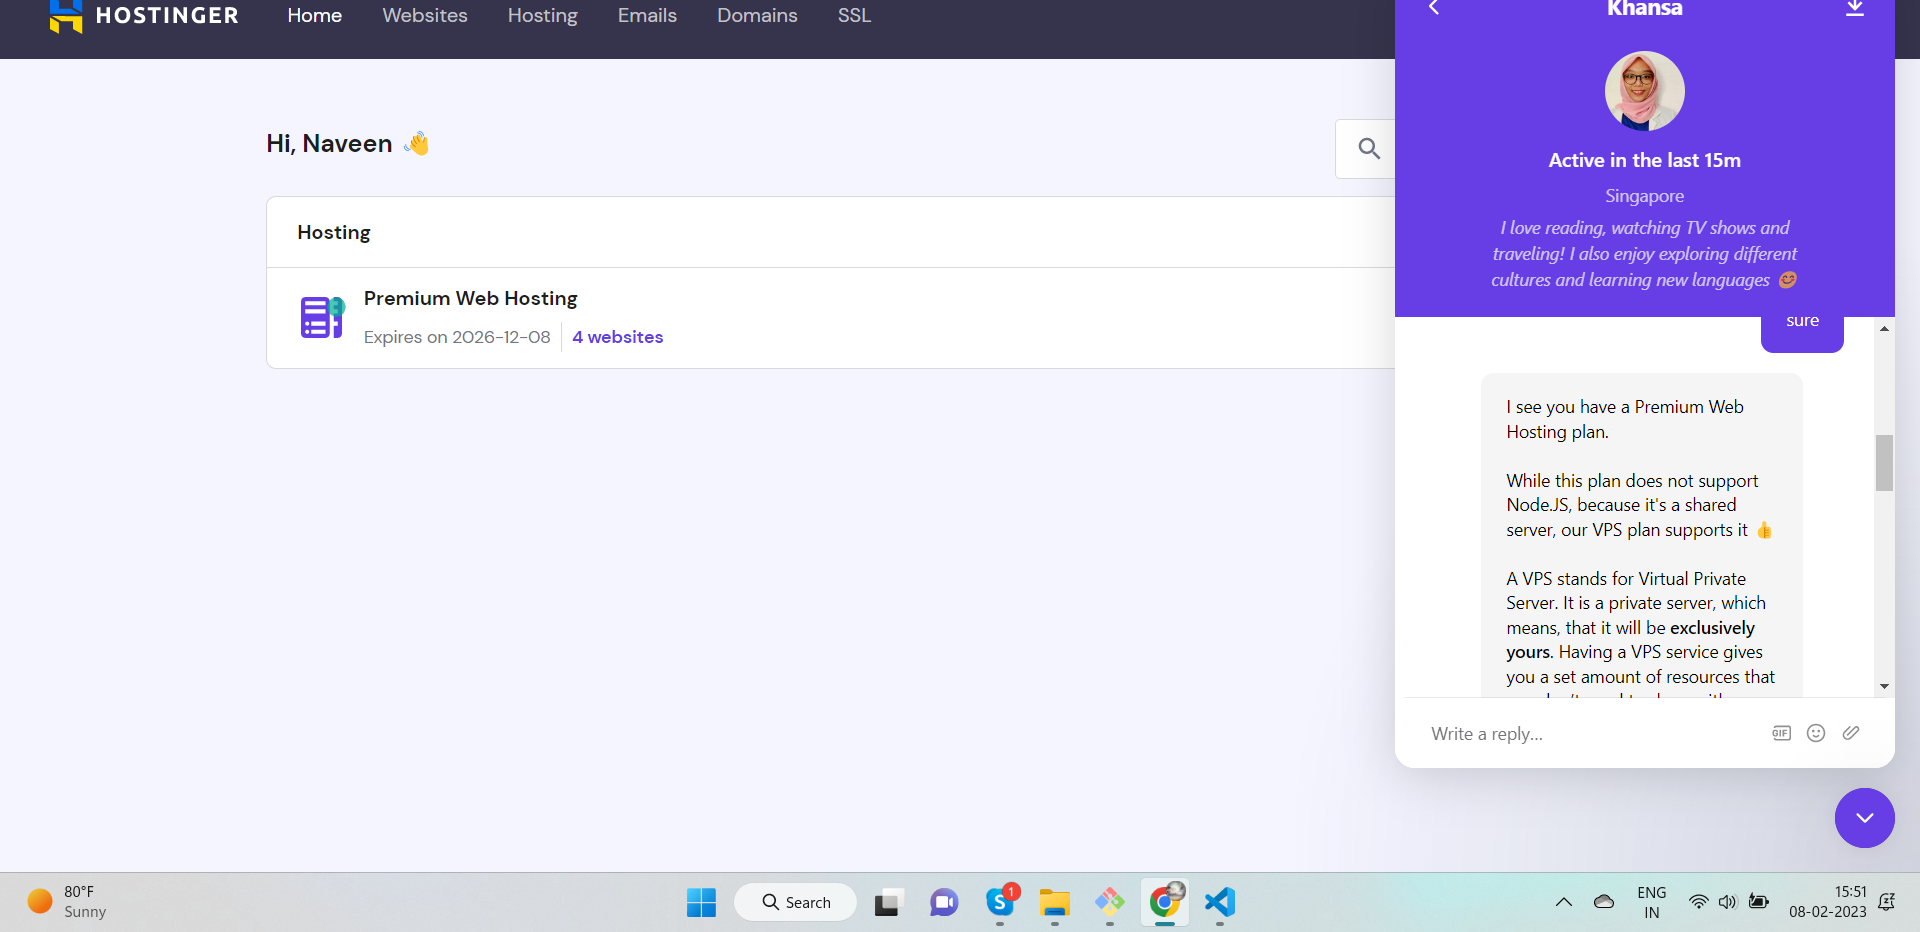 HOSTINGER
Home Websites Hosting Emails Domains SSL
Hi, Naveen 👋
Hosting
Premium Web Hosting
Expires on 2026-12-08 4 websites
Khansa
Active in the last 15m
Singapore
I love reading, watching TV shows and
traveling! I also enjoy exploring different
cultures and learning new languages 😊
sure
I see you have a Premium Web
Hosting plan.
While this plan does not support
Node.JS, because it's a shared
server, our VPS plan supports it 👍
A VPS stands for Virtual Private
Server. It is a private server, which
means, that it will be exclusively
yours. Having a VPS service gives
you a set amount of resources that
Write a reply...
GIF
80°F
Sunny
Search
1
ENG
IN
15:51
08-02-2023